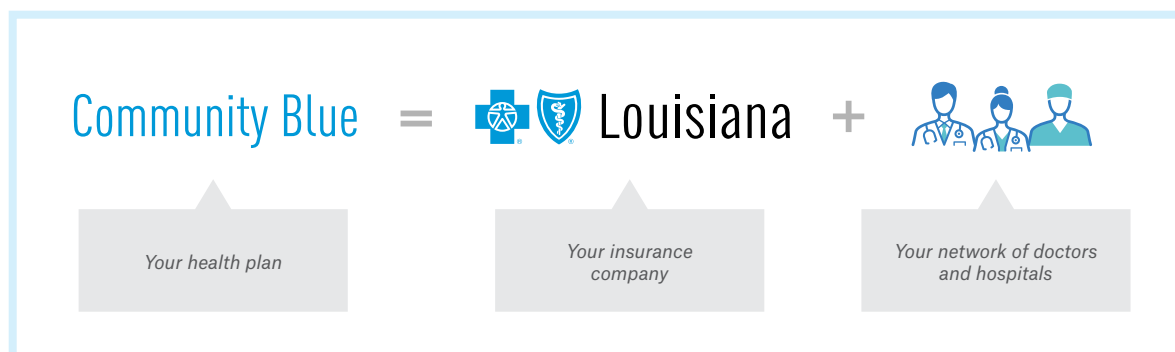 Community Blue = Louisiana +
Your health plan
Your insurance
company
Your network of doctors
and hospitals